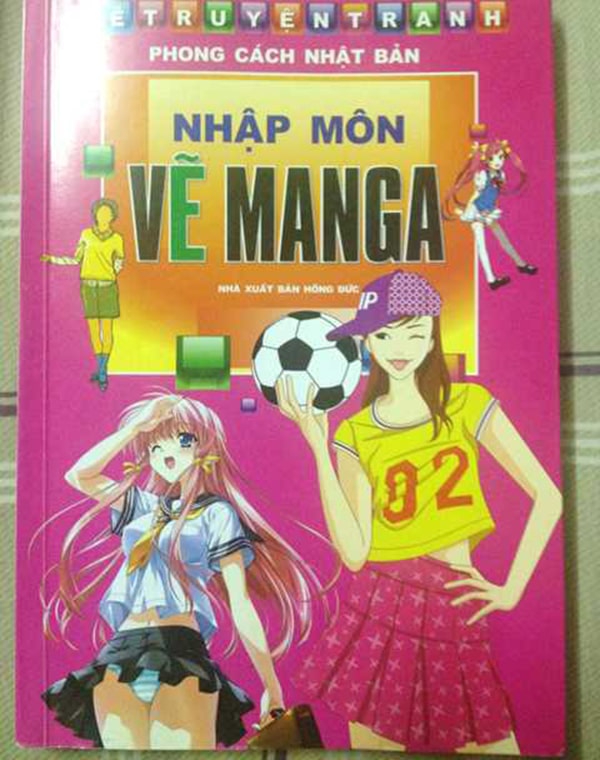 TRUYỆN TRANH
PHONG CÁCH NHẬT BẢN
NHẬP MÔN
VẼ MANGA
NHÀ XUẤT BẢN HỒNG ĐỨC
IP
02